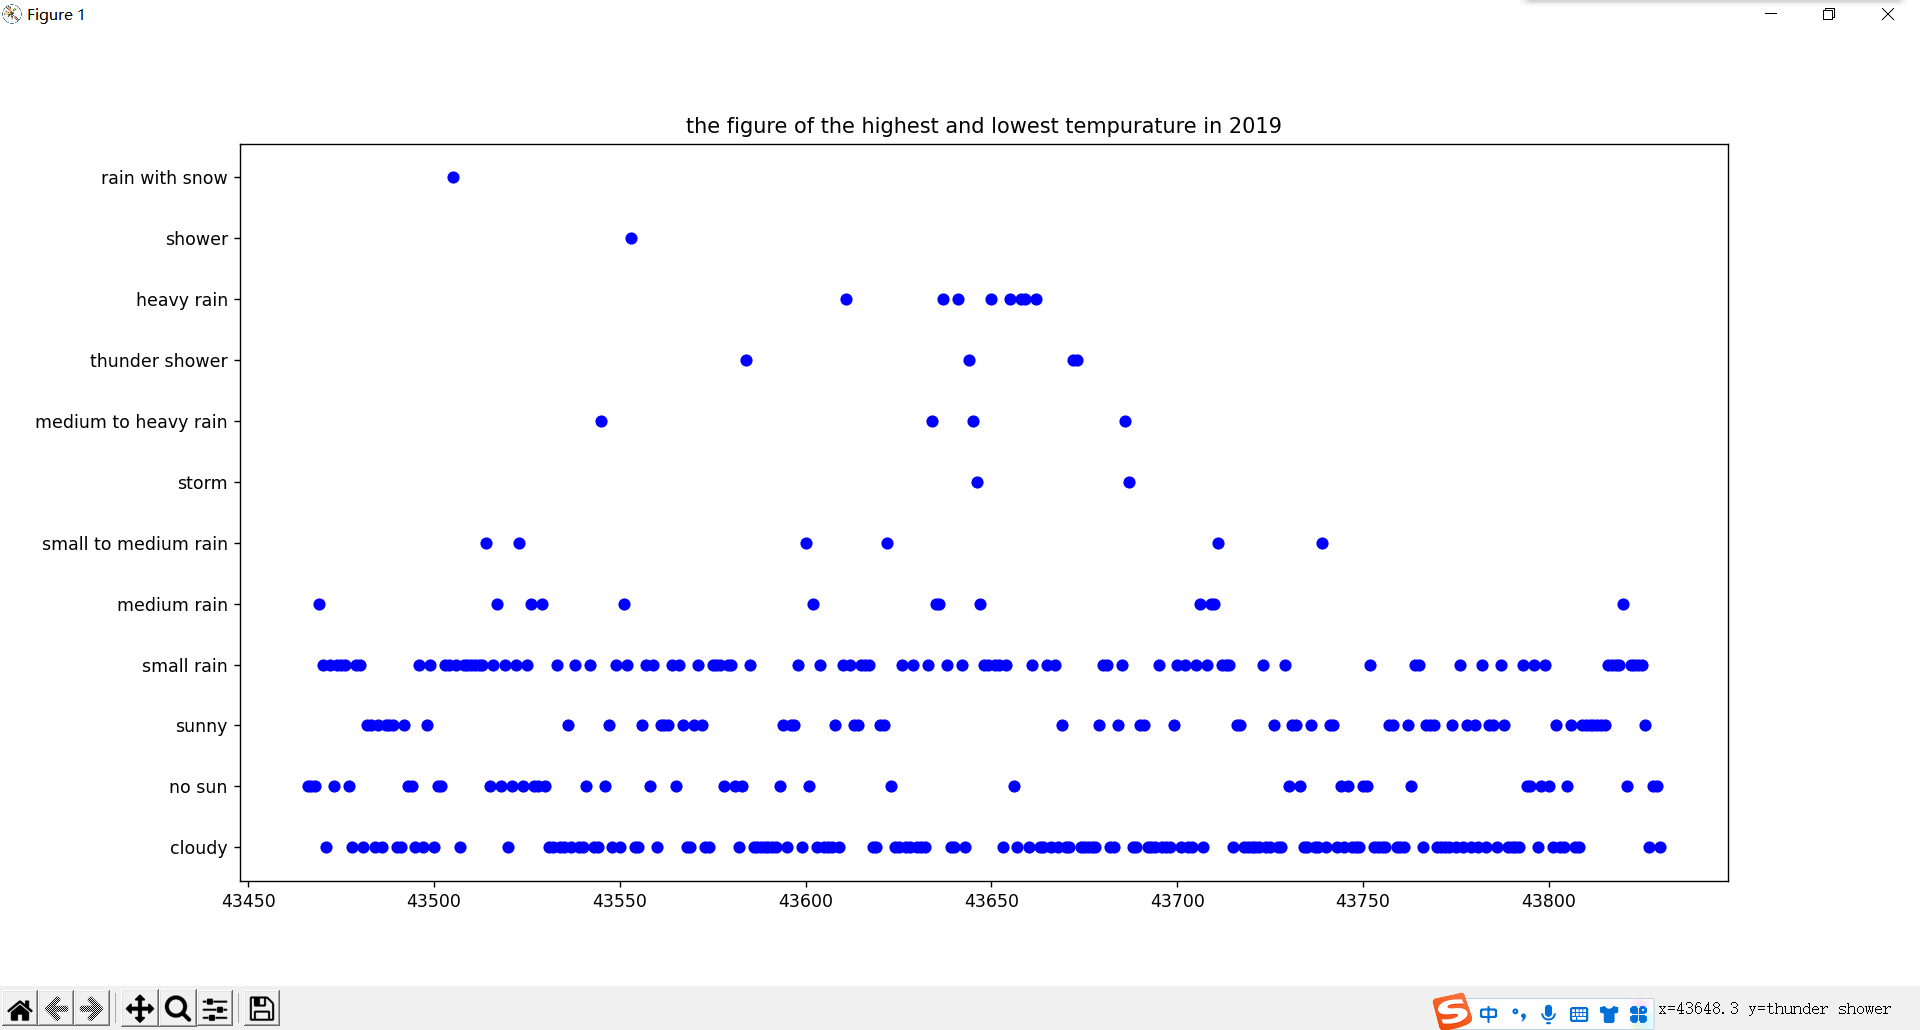 Figure 1
the figure of the highest and lowest tempurature in 2019
rain with snow
shower
heavy rain
thunder shower
medium to heavy rain
storm
small to medium rain
medium rain
small rain
sunny
no sun
cloudy
43450 43500 43550 43600 43650 43700 43750 43800
S 中 °, x=43648.3 y=thunder shower